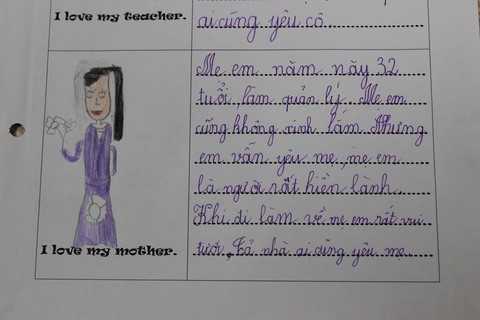 I love my teacher.
ai cũng yêu cô
Mẹ em năm nay 32
tuổi, làm quản lý. Mẹ em
cũng không xinh lắm Nhưng
em vẫn yêu mẹ, mẹ em
là người rất hiền lành.
Khi đi làm về mẹ em rất vui
tươi. Cả nhà ai cũng yêu mẹ
I love my mother.